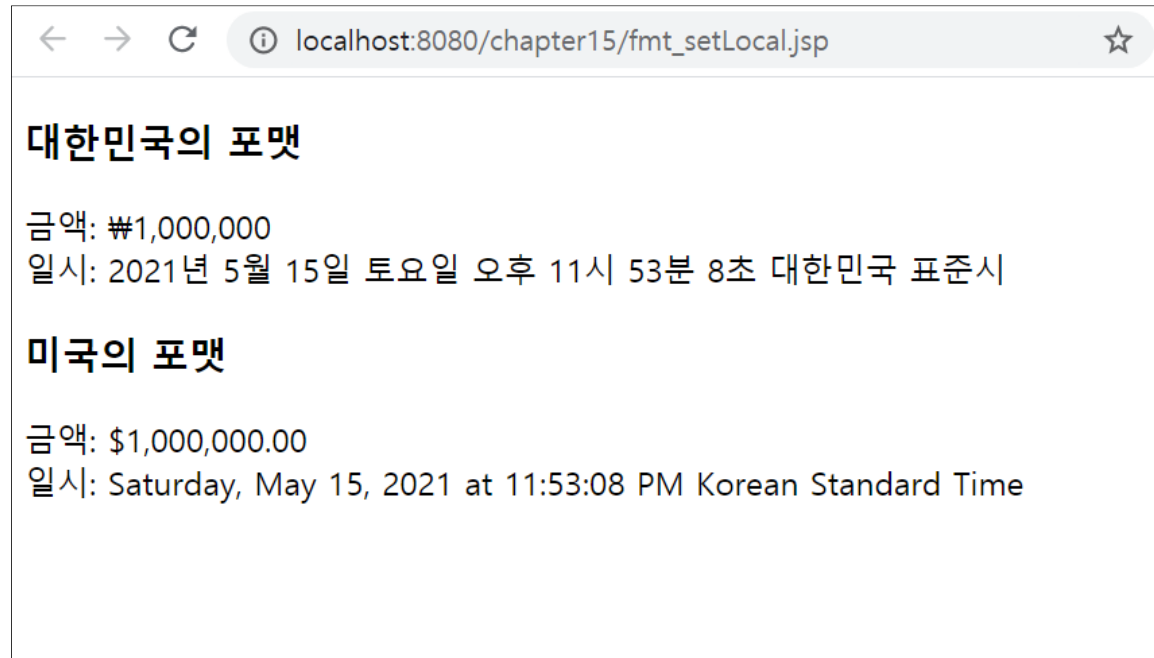 localhost:8080/chapter15/fmt_setLocal.jsp
대한민국의 포맷
금액: ₩1,000,000
일시: 2021년 5월 15일 토요일 오후 11시 53분 8초 대한민국 표준시
미국의 포맷
금액: $1,000,000.00
일시: Saturday, May 15, 2021 at 11:53:08 PM Korean Standard Time